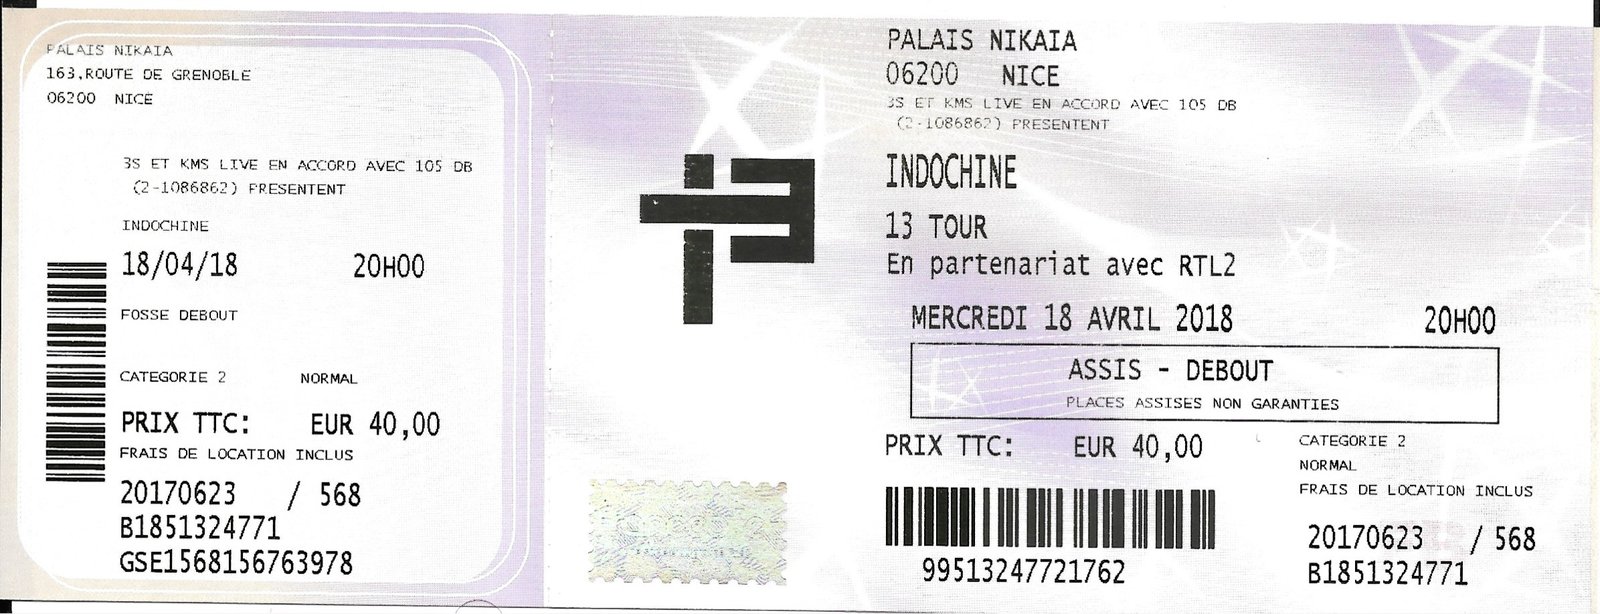 PALAIS NIKAIA
163,ROUTE DE GRENOBLE
06200 NICE
3S ET KMS LIVE EN ACCORD AVEC 105 DB
(2-1086862) PRESENTENT
INDOCHINE
18/04/18 20H00
FOSSE DEBOUT
CATEGORIE 2 NORMAL
PRIX TTC: EUR 40,00
FRAIS DE LOCATION INCLUS
20170623 / 568
B1851324771
GSE1568156763978
PALAIS NIKAIA
06200 NICE
3S ET KMS LIVE EN ACCORD AVEC 105 DB
(2-1086862) PRESENTENT
INDOCHINE
13 TOUR
En partenariat avec RTL2
MERCREDI 18 AVRIL 2018 20H00
ASSIS - DEBOUT
PLACES ASSISES NON GARANTIES
PRIX TTC: EUR 40,00
CATEGORIE 2
NORMAL
FRAIS DE LOCATION INCLUS
99513247721762
20170623 / 568
B1851324771